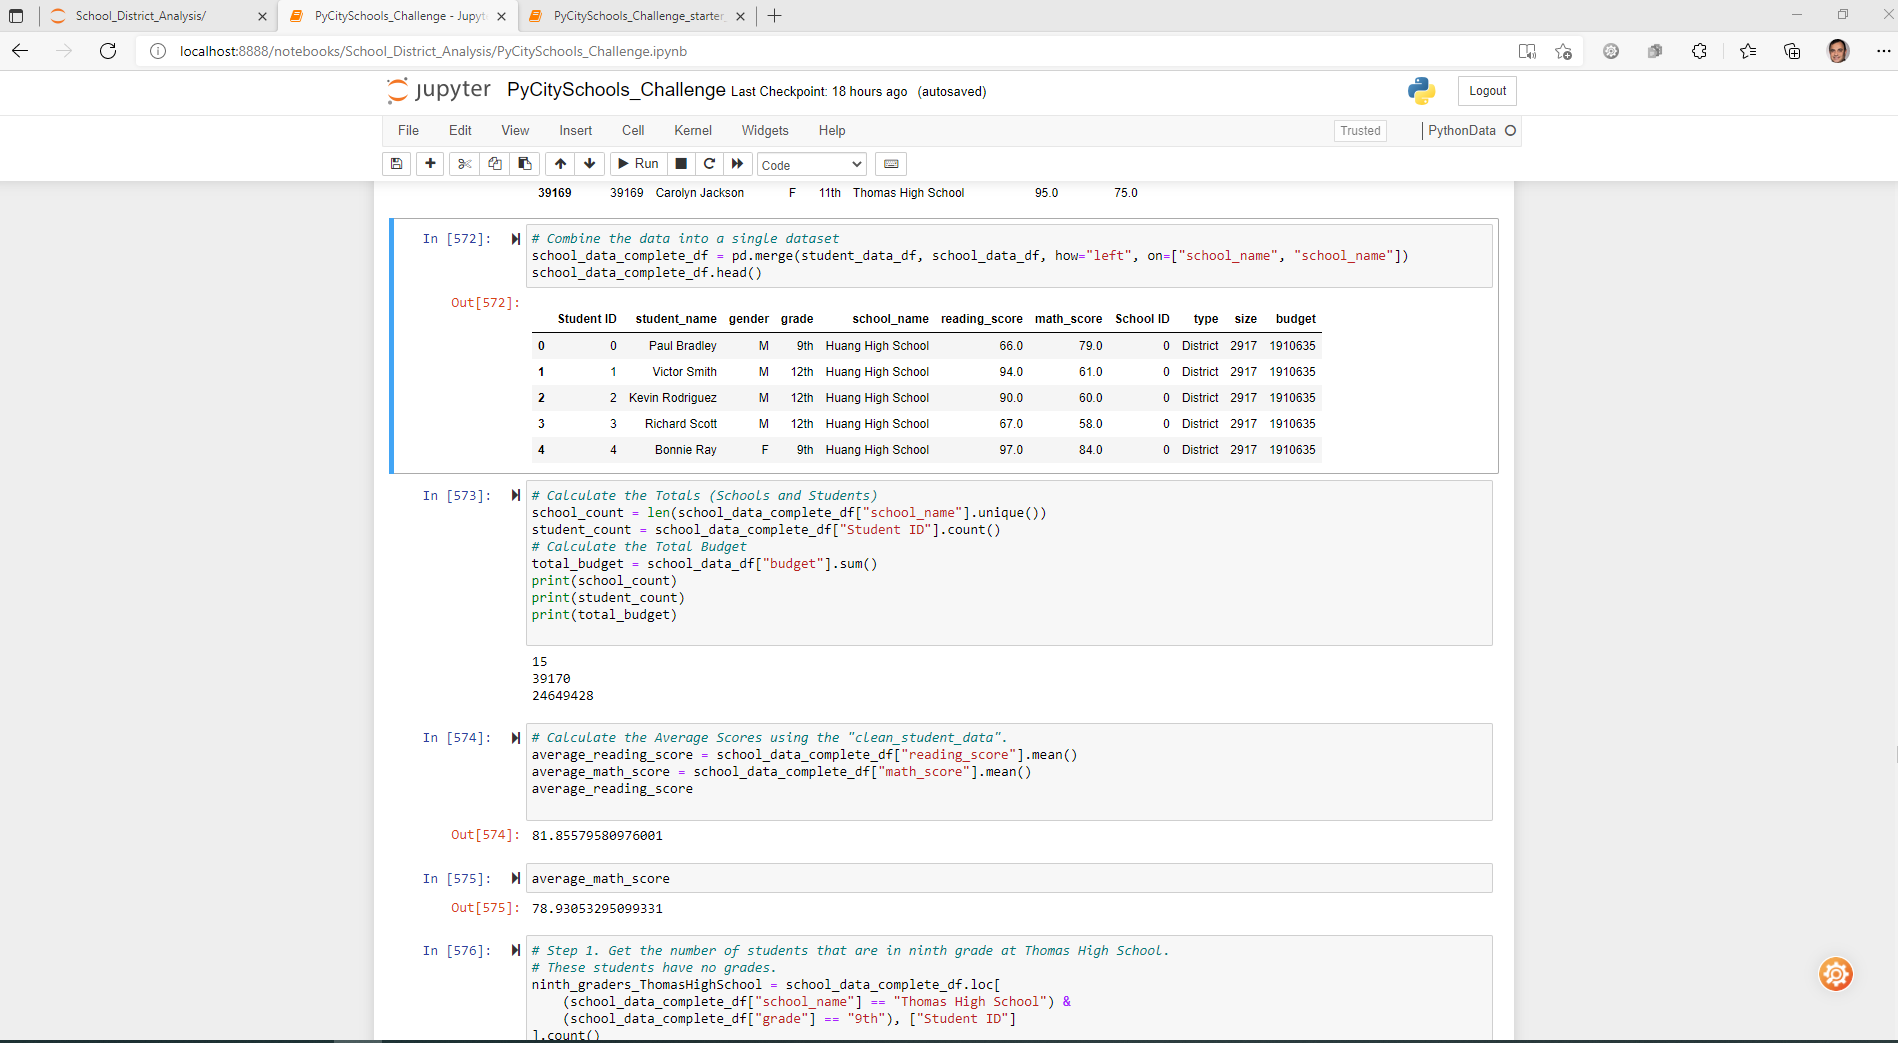 School_District_Analysis/
PyCitySchools_Challenge - Jupyt
PyCitySchools_Challenge_starter_
localhost:8888/notebooks/School_District_Analysis/PyCitySchools_Challenge.ipynb
jupyter PyCitySchools_Challenge Last Checkpoint: 18 hours ago (autosaved)
Logout
File Edit View Insert Cell Kernel Widgets Help
Trusted
PythonData
Run
Code
39169 39169 Carolyn Jackson F 11th Thomas High School 95.0 75.0
In [572]:
# Combine the data into a single dataset
school_data_complete_df = pd.merge(student_data_df, school_data_df, how="left", on=["school_name", "school_name"])
school_data_complete_df.head()
Out[572]:
Student ID student_name gender grade school_name reading_score math_score School ID type size budget
0 0 Paul Bradley M 9th Huang High School 66.0 79.0 0 District 2917 1910635
1 1 Victor Smith M 12th Huang High School 94.0 61.0 0 District 2917 1910635
2 2 Kevin Rodriguez M 12th Huang High School 90.0 60.0 0 District 2917 1910635
3 3 Richard Scott M 12th Huang High School 67.0 58.0 0 District 2917 1910635
4 4 Bonnie Ray F 9th Huang High School 97.0 84.0 0 District 2917 1910635
In [573]:
# Calculate the Totals (Schools and Students)
school_count = len(school_data_complete_df["school_name"].unique())
student_count = school_data_complete_df["Student ID"].count()
# Calculate the Total Budget
total_budget = school_data_df["budget"].sum()
print(school_count)
print(student_count)
print(total_budget)
15
39170
24649428
In [574]:
# Calculate the Average Scores using the "clean_student_data".
average_reading_score = school_data_complete_df["reading_score"].mean()
average_math_score = school_data_complete_df["math_score"].mean()
average_reading_score
Out[574]: 81.85579580976001
In [575]: average_math_score
Out[575]: 78.93053295099331
In [576]:
# Step 1. Get the number of students that are in ninth grade at Thomas High School.
# These students have no grades.
ninth_graders_ThomasHighSchool = school_data_complete_df.loc[
(school_data_complete_df["school_name"] == "Thomas High School") &
(school_data_complete_df["grade"] == "9th"), ["Student ID"]
].count()